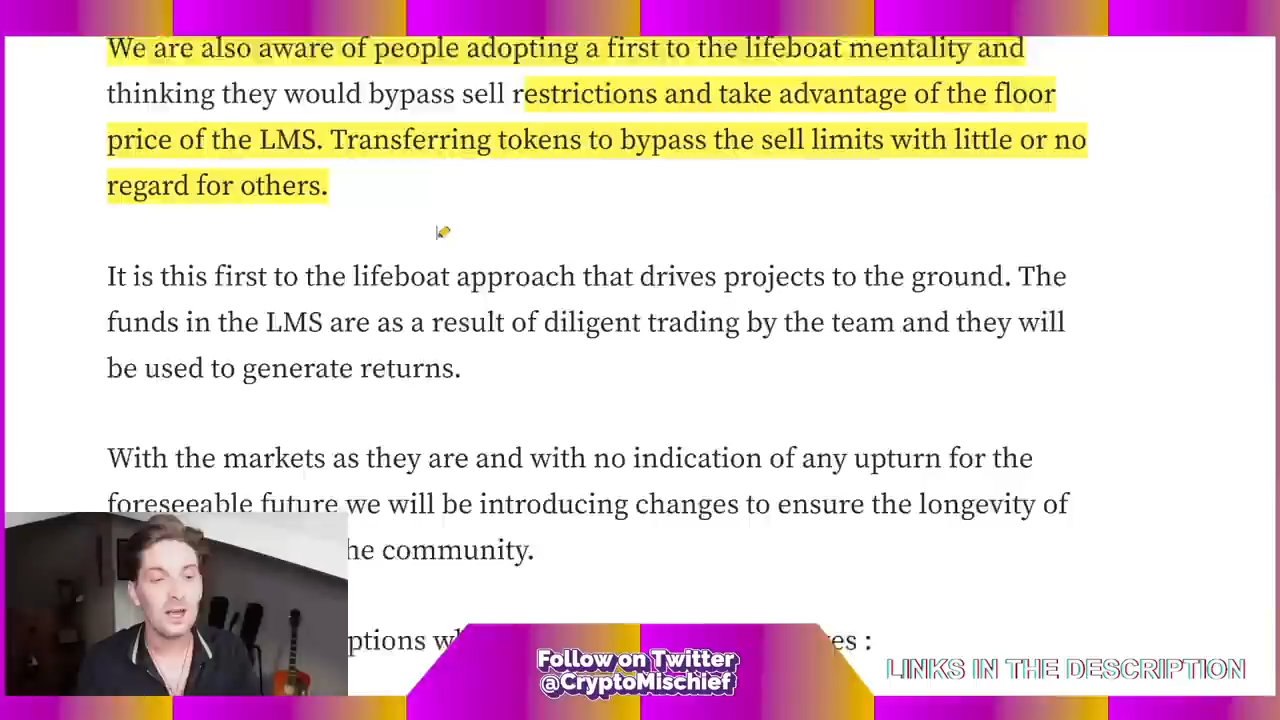 We are also aware of people adopting a first to the lifeboat mentality and
thinking they would bypass sell restrictions and take advantage of the floor
price of the LMS. Transferring tokens to bypass the sell limits with little or no
regard for others.
It is this first to the lifeboat approach that drives projects to the ground. The
funds in the LMS are as a result of diligent trading by the team and they will
be used to generate returns.
With the markets as they are and with no indication of any upturn for the
foreseeable future we will be introducing changes to ensure the longevity of
he community.
ptions :
Follow on Twitter
@CryptoMischief
LINKS IN THE DESCRIPTION